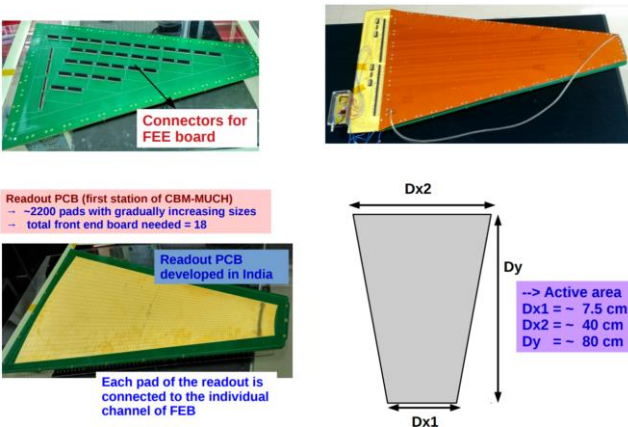 Connectors for
FEE board
Readout PCB (first station of CBM-MUCH)
→ ~2200 pads with gradually increasing sizes
→ total front end board needed = 18
Readout PCB
developed in India
Each pad of the readout is
connected to the individual
channel of FEB
Dx2
Dy
--> Active area
Dx1 = ~ 7.5 cm
Dx2 = ~ 40 cm
Dy = ~ 80 cm
Dx1